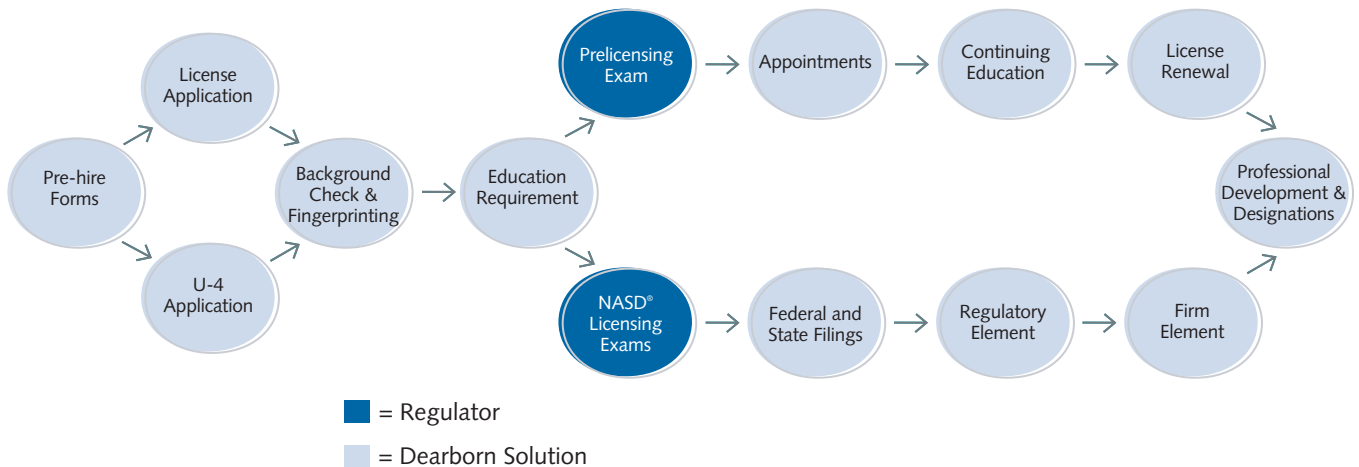 Pre-hire
Forms
License
Application
U-4
Application
Background
Check &
Fingerprinting
Education
Requirement
Prelicensing
Exam
Appointments
Continuing
Education
License
Renewal
NASD®
Licensing
Exams
Federal and
State Filings
Regulatory
Element
Firm
Element
Professional
Development &
Designations
= Regulator
= Dearborn Solution